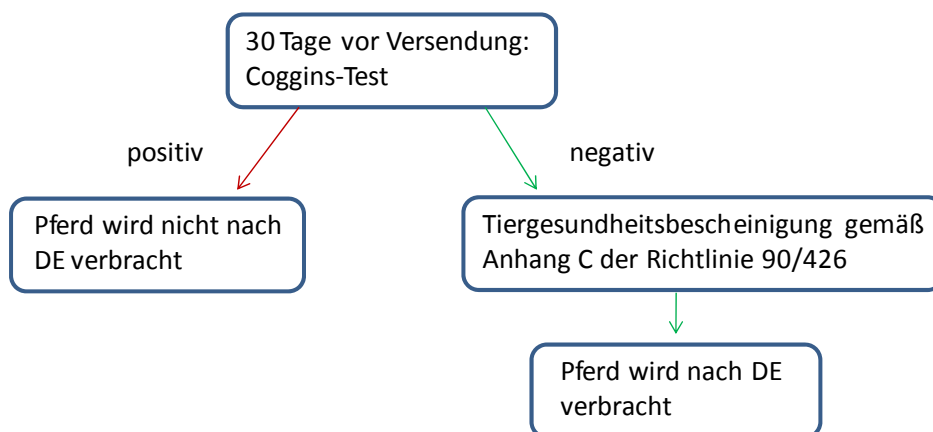 30 Tage vor Versendung:
Coggins-Test
positiv
negativ
Pferd wird nicht nach
DE verbracht
Tiergesundheitsbescheinigung gemäß
Anhang C der Richtlinie 90/426
Pferd wird nach DE
verbracht